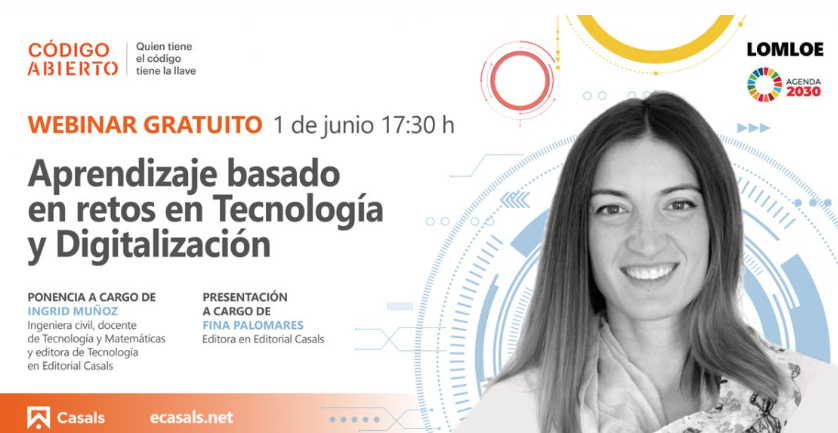 CÓDIGO
ABIERTO
Quien tiene
el código
tiene la llave
LOMLOE
AGENDA
2030
WEBINAR GRATUITO 1 de junio 17:30 h
Aprendizaje basado
en retos en Tecnología
y Digitalización
PONENCIA A CARGO DE
INGRID MUÑOZ
Ingeniera civil, docente
de Tecnología y Matemáticas
y editora de Tecnología
en Editorial Casals
PRESENTACIÓN
A CARGO DE
FINA PALOMARES
Editora en Editorial Casals
Casals
ecasals.net